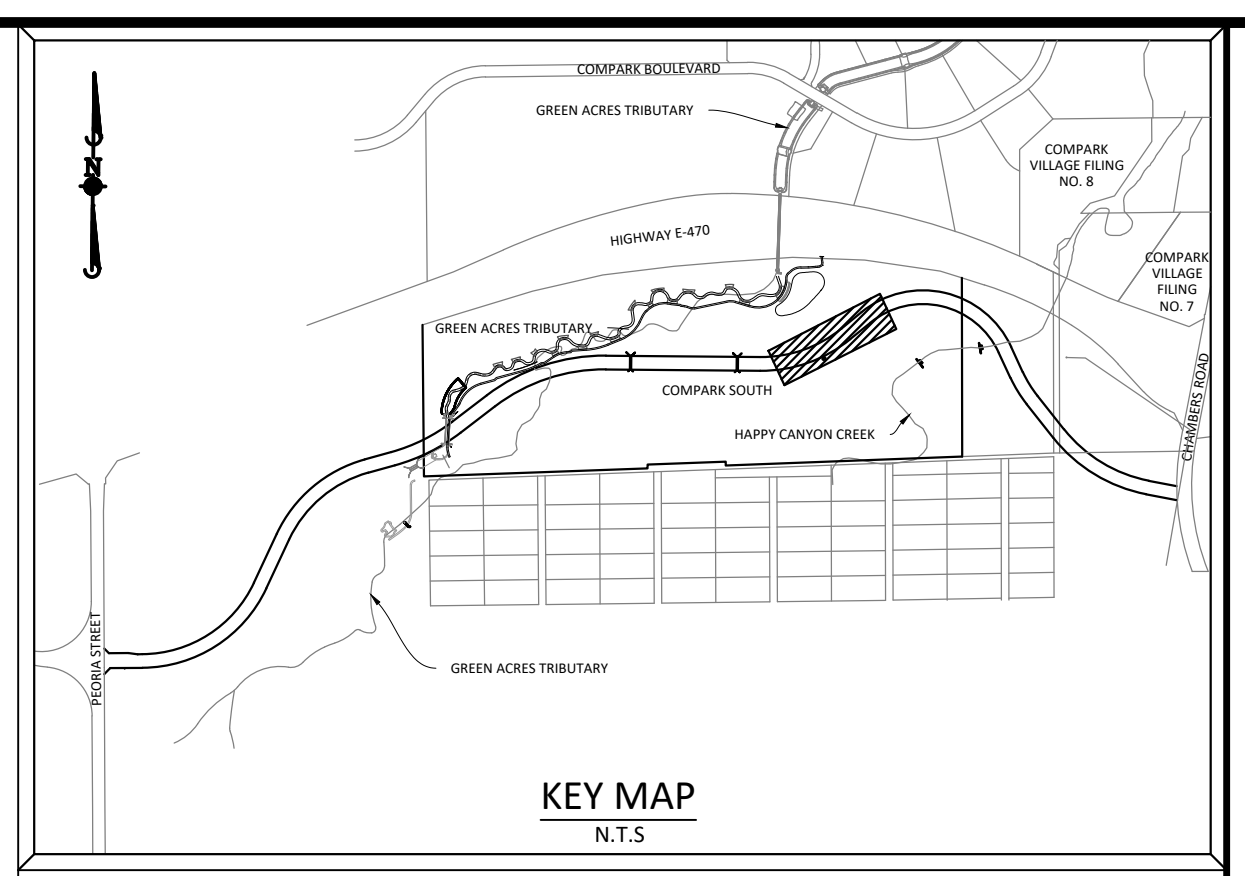 COMPARK BOULEVARD
GREEN ACRES TRIBUTARY
N
COMPARK
VILLAGE FILING
NO. 8
HIGHWAY E-470
COMPARK
VILLAGE
FILING
NO. 7
GREEN ACRES TRIBUTARY
COMPARK SOUTH
CHAMBERS ROAD
HAPPY CANYON CREEK
PEORIA STREET
GREEN ACRES TRIBUTARY
KEY MAP
N.T.S